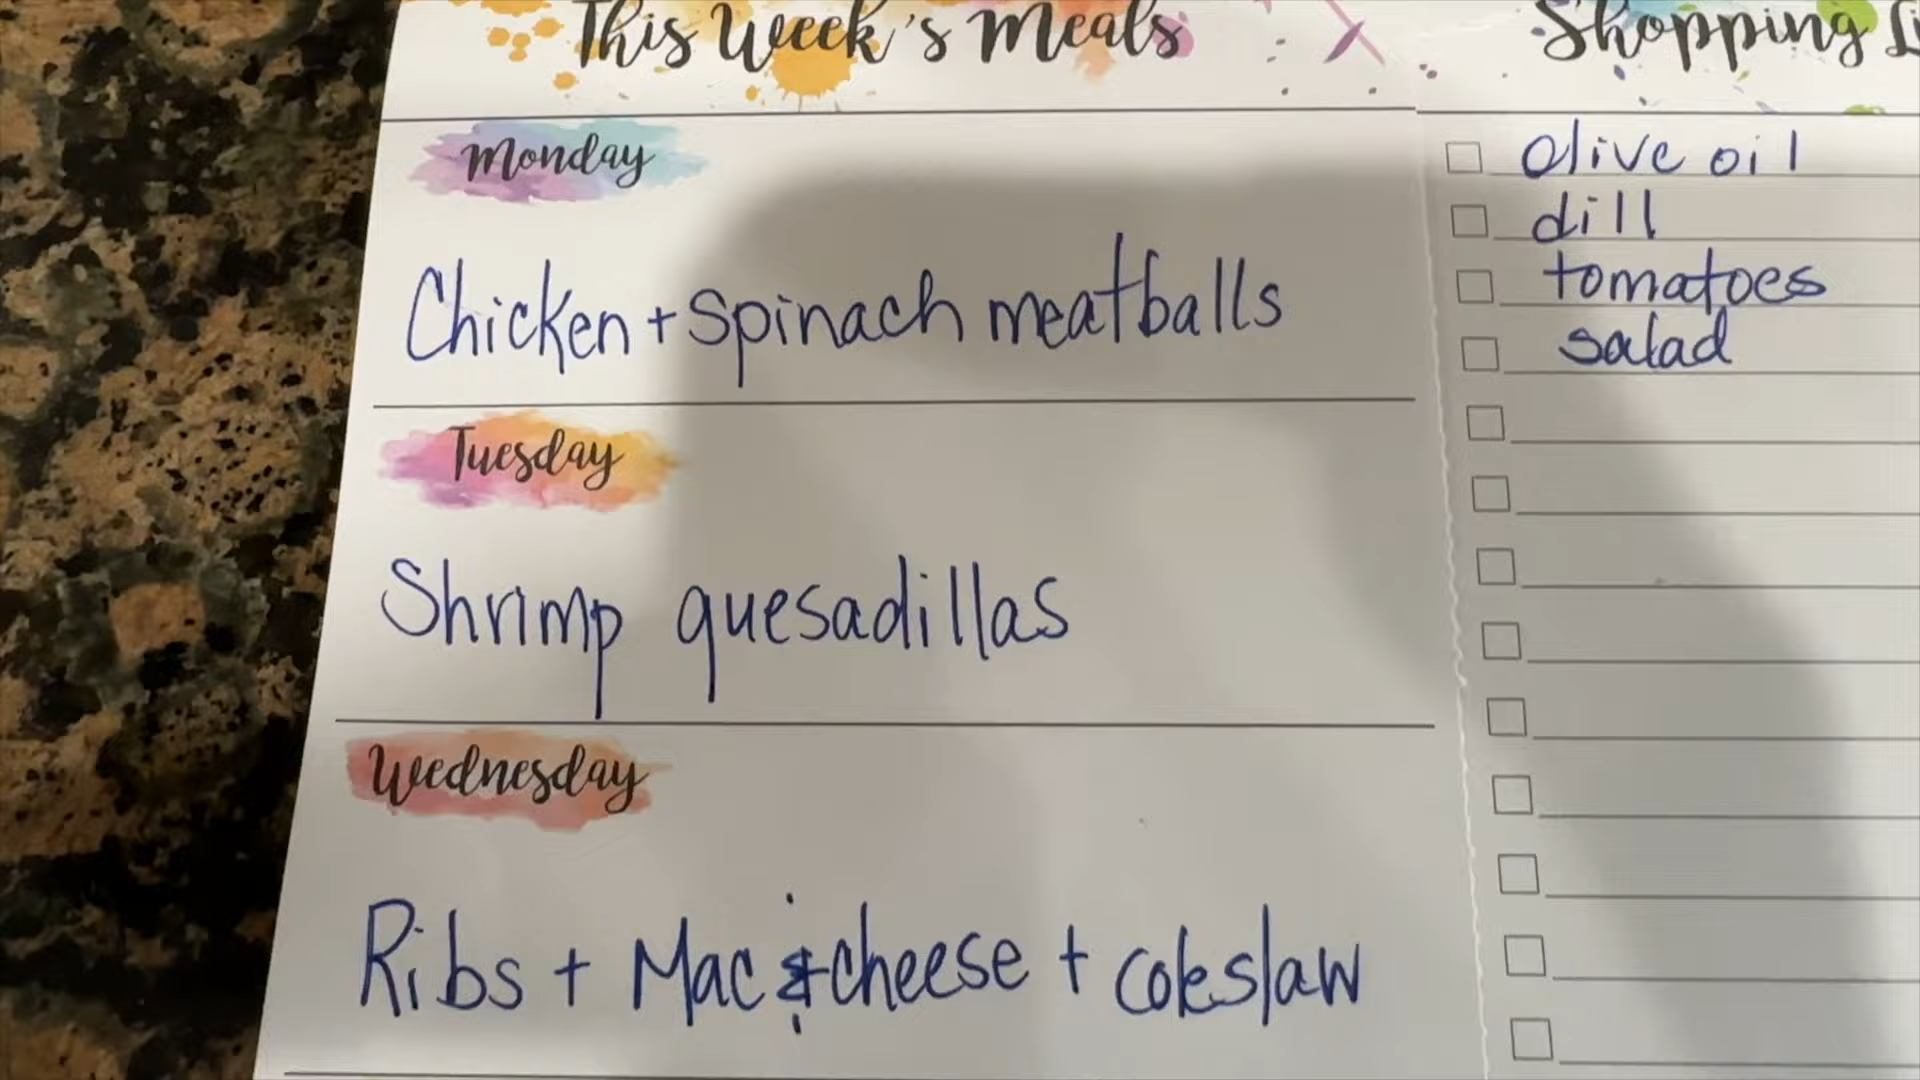 This Week's Meals
Monday
Chicken + Spinach meatballs
Tuesday
Shrimp quesadillas
Wednesday
Ribs + Mac & cheese + coleslaw
Shopping Li
olive oil
dill
tomatoes
salad